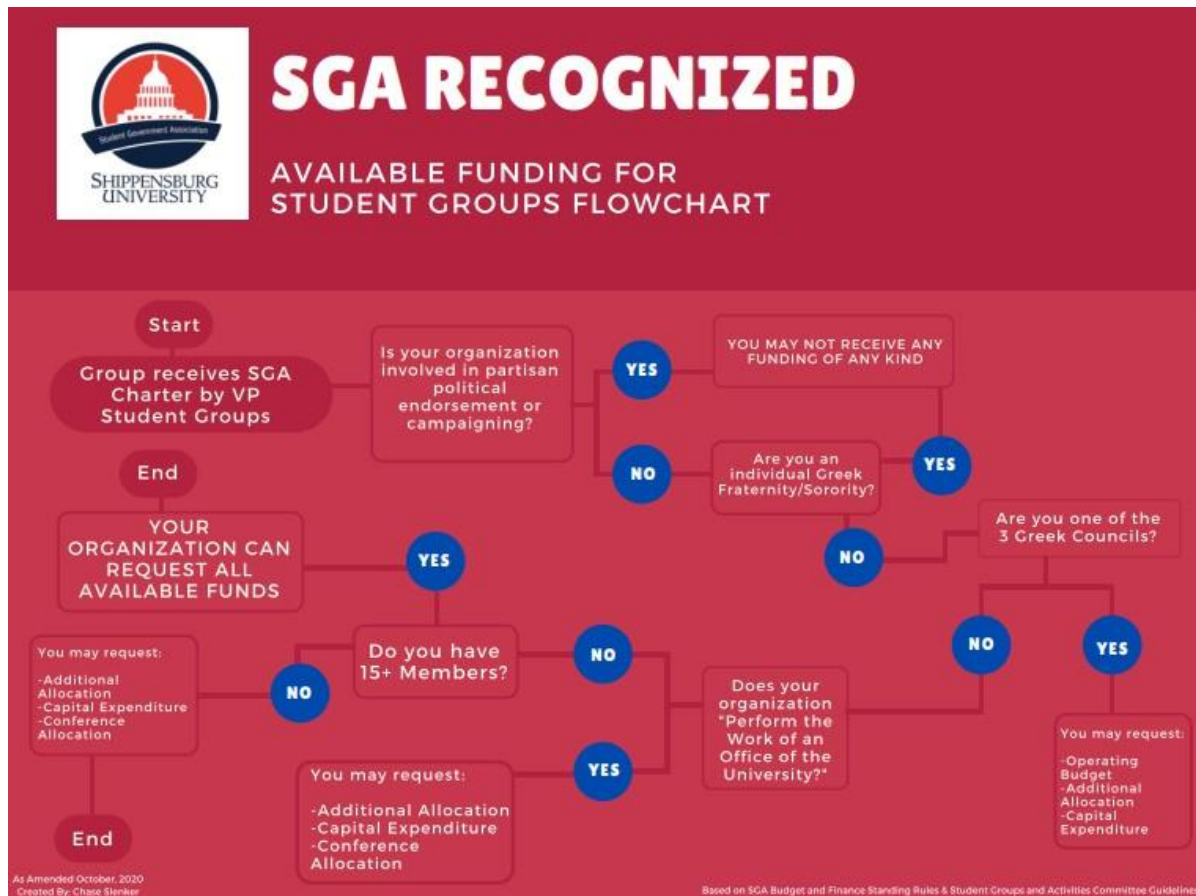 SGA RECOGNIZED
Student Government Association
SHIPPENSBURG
UNIVERSITY
AVAILABLE FUNDING FOR
STUDENT GROUPS FLOWCHART
Start
Group receives SGA
Charter by VP
Student Groups
Is your organization
involved in partisan
political
endorsement or
campaigning?
YES
YOU MAY NOT RECEIVE ANY
FUNDING OF ANY KIND
NO
Are you an
individual Greek
Fraternity/Sorority?
YES
NO
Are you one of the
3 Greek Councils?
NO
YES
You may request:
-Operating
Budget
-Additional
Allocation
-Capital
Expenditure
Does your
organization
"Perform the
Work of an
Office of the
University?"
NO
YES
You may request:
-Additional Allocation
-Capital Expenditure
-Conference
Allocation
Do you have
15+ Members?
YES
NO
End
YOUR
ORGANIZATION CAN
REQUEST ALL
AVAILABLE FUNDS
You may request:
-Additional
Allocation
-Capital Expenditure
-Conference
Allocation
End
As Amended October, 2020
Created By: Chase Slenker
Based on SGA Budget and Finance Standing Rules & Student Groups and Activities Committee Guidelines